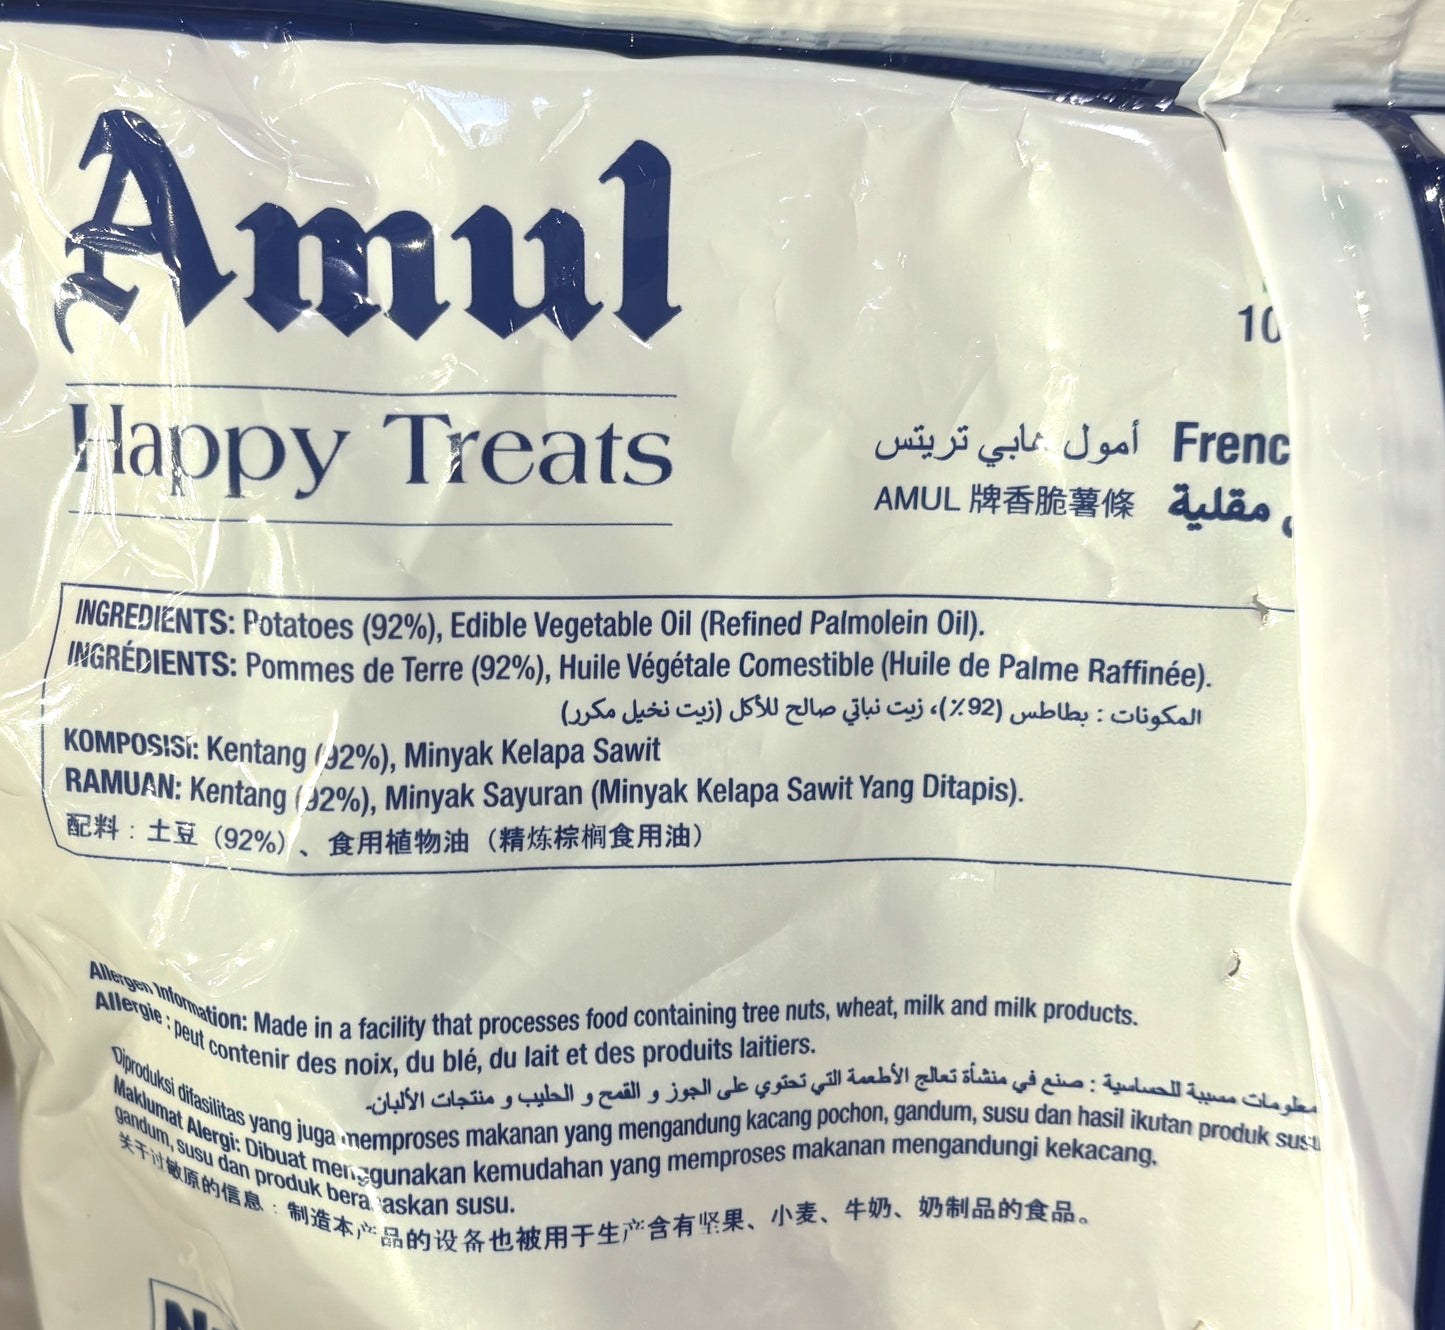 Amul
Happy Treats
10
أمول هابي تريتس
AMUL 牌香脆薯條
Frenc
مقلية
INGREDIENTS: Potatoes (92%), Edible Vegetable Oil (Refined Palmolein Oil).
INGRÉDIENTS: Pommes de Terre (92%), Huile Végétale Comestible (Huile de Palme Raffinée).
المكونات : بطاطس (92٪)، زيت نباتي صالح للأكل (زيت نخيل مكرر)
KOMPOSISI: Kentang (92%), Minyak Kelapa Sawit
RAMUAN: Kentang (92%), Minyak Sayuran (Minyak Kelapa Sawit Yang Ditapis).
配料：土豆（92%）、食用植物油（精炼棕榈食用油）
Allergen Information: Made in a facility that processes food containing tree nuts, wheat, milk and milk products.
Allergie : peut contenir des noix, du blé, du lait et des produits laitiers.
معلومات مسببة للحساسية : صنع في منشأة تعالج الأطعمة التي تحتوي على الجوز و القمح و الحليب و منتجات الألبان.
Diproduksi difasilitas yang juga memproses makanan yang mengandung kacang pochon, gandum, susu dan hasil ikutan produk susu
Maklumat Alergi: Dibuat menggunakan kemudahan yang memproses makanan mengandungi kekacang,
gandum, susu dan produk berasaskan susu.
关于过敏原的信息：制造本产品的设备也被用于生产含有坚果、小麦、牛奶、奶制品的食品。